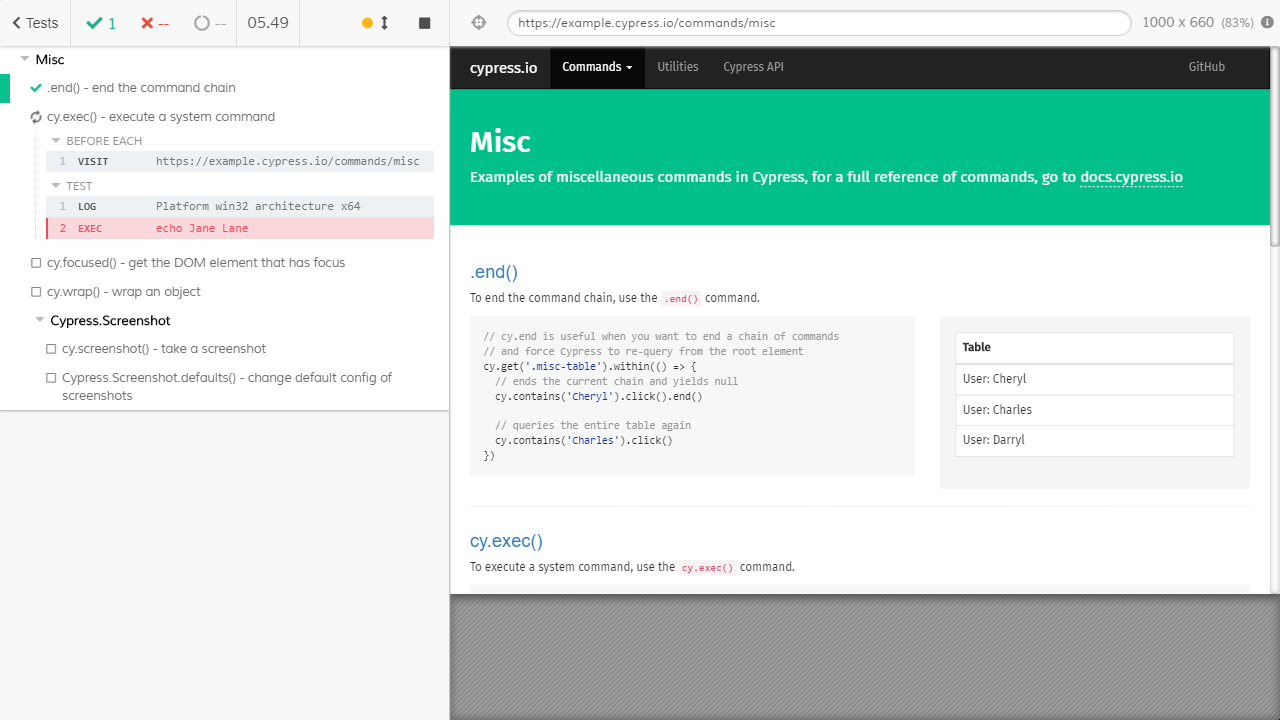 Tests
1
--
--
05.49
https://example.cypress.io/commands/misc
1000 x 660 (83%)
Misc
.end() - end the command chain
cy.exec() - execute a system command
BEFORE EACH
1 VISIT https://example.cypress.io/commands/misc
TEST
1 LOG Platform win32 architecture x64
2 EXEC echo Jane Lane
cy.focused() - get the DOM element that has focus
cy.wrap() - wrap an object
Cypress.Screenshot
cy.screenshot() - take a screenshot
Cypress.Screenshot.defaults() - change default config of
screenshots
cypress.io Commands Utilities Cypress API GitHub
Misc
Examples of miscellaneous commands in Cypress, for a full reference of commands, go to docs.cypress.io
.end()
To end the command chain, use the .end() command.
// cy.end is useful when you want to end a chain of commands
// and force Cypress to re-query from the root element
cy.get('.misc-table').within(() => {
// ends the current chain and yields null
cy.contains('Cheryl').click().end()
// queries the entire table again
cy.contains('Charles').click()
})
Table
User: Cheryl
User: Charles
User: Darryl
cy.exec()
To execute a system command, use the cy.exec() command.